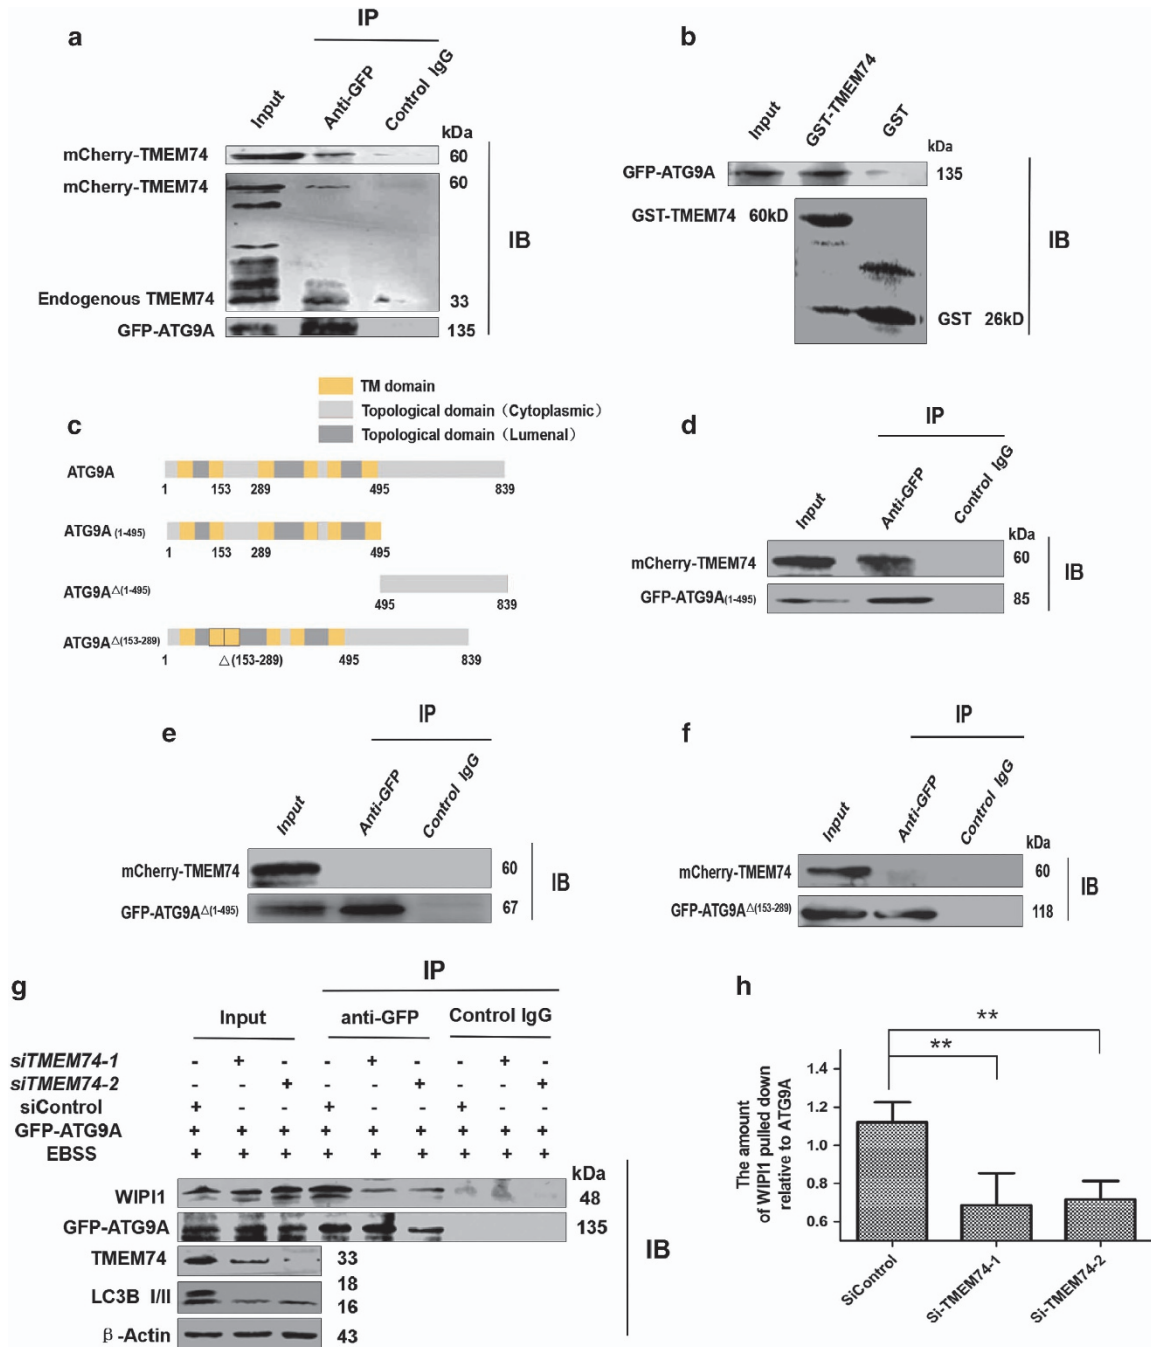 a
IP
Input
Anti-GFP
Control IgG
kDa
mCherry-TMEM74 60
mCherry-TMEM74 60
Endogenous TMEM74 33
GFP-ATG9A 135
IB
b
Input
GST-TMEM74
GST
kDa
GFP-ATG9A 135
GST-TMEM74 60kD
GST 26kD
IB
c
TM domain
Topological domain（Cytoplasmic）
Topological domain（Lumenal）
ATG9A
1 153 289 495 839
ATG9A (1-495)
1 153 289 495
ATG9A△(1-495)
495 839
ATG9A△(153-289)
1 △(153-289) 495 839
d
IP
Input
Anti-GFP
Control IgG
kDa
mCherry-TMEM74 60
GFP-ATG9A(1-495) 85
IB
e
IP
Input
Anti-GFP
Control IgG
mCherry-TMEM74 60
GFP-ATG9A△(1-495) 67
IB
f
IP
Input
Anti-GFP
Control IgG
kDa
mCherry-TMEM74 60
GFP-ATG9A△(153-289) 118
IB
g
IP
Input anti-GFP Control IgG
siTMEM74-1 - + - - + - - + -
siTMEM74-2 - - + - - + - - +
siControl + - - + - - + - -
GFP-ATG9A + + + + + + + + +
EBSS + + + + + + + + +
kDa
WIPI1 48
GFP-ATG9A 135
TMEM74 33
18
LC3B I/II
16
β-Actin 43
IB
h
**
**
The amount
of WIPI1 pulled down
relative to ATG9A
1.4
1.2
1.0
0.8
0.6
SiControl
Si-TMEM74-1
Si-TMEM74-2